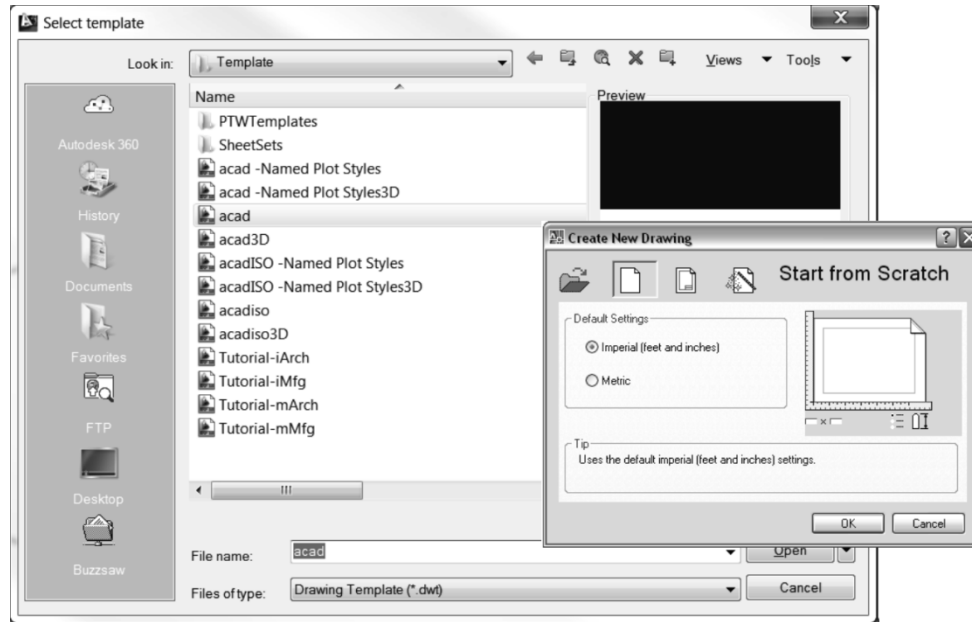 Select template
Look in:
Template
Views
Tools
Autodesk 360
History
Documents
Favorites
FTP
Desktop
Buzzsaw
Name
PTWTemplates
SheetSets
acad -Named Plot Styles
acad -Named Plot Styles3D
acad
acad3D
acadISO -Named Plot Styles
acadISO -Named Plot Styles3D
acadiso
acadiso3D
Tutorial-iArch
Tutorial-iMfg
Tutorial-mArch
Tutorial-mMfg
Preview
File name:
acad
Open
Files of type:
Drawing Template (*.dwt)
Cancel
Create New Drawing
Start from Scratch
Default Settings
Imperial (feet and inches)
Metric
Tip
Uses the default imperial (feet and inches) settings.
OK
Cancel